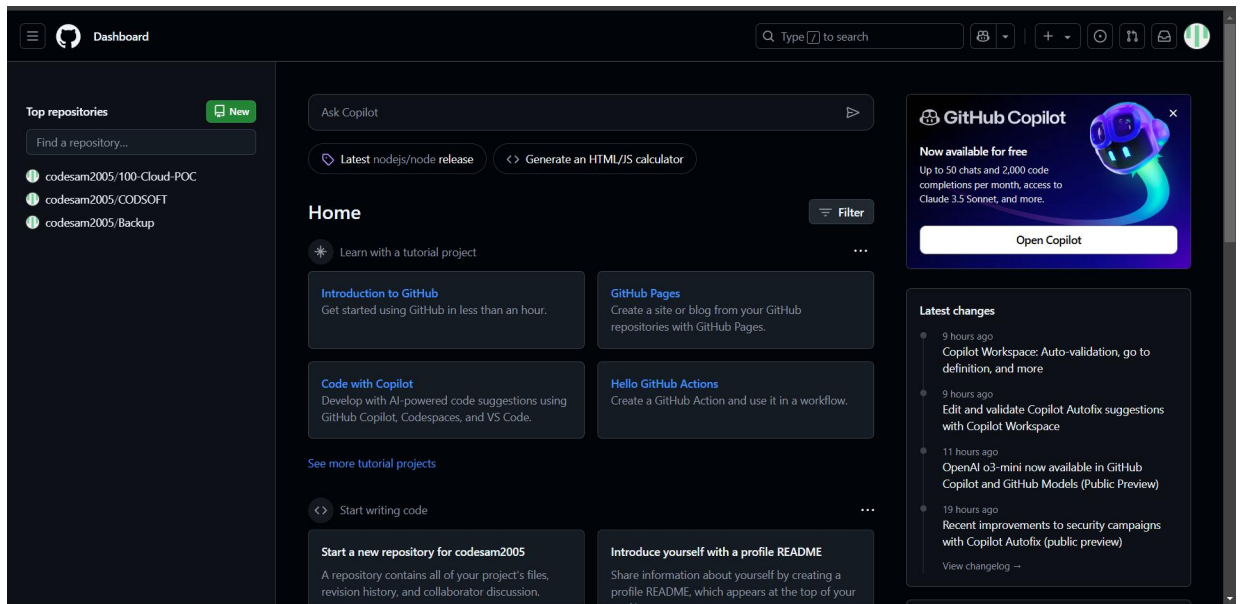 Dashboard
Type / to search
Top repositories
New
Find a repository...
codesam2005/100-Cloud-POC
codesam2005/CODSOFT
codesam2005/Backup
Ask Copilot
Latest nodejs/node release
Generate an HTML/JS calculator
Home
Filter
Learn with a tutorial project
Introduction to GitHub
Get started using GitHub in less than an hour.
GitHub Pages
Create a site or blog from your GitHub
repositories with GitHub Pages.
Code with Copilot
Develop with AI-powered code suggestions using
GitHub Copilot, Codespaces, and VS Code.
Hello GitHub Actions
Create a GitHub Action and use it in a workflow.
See more tutorial projects
Start writing code
Start a new repository for codesam2005
A repository contains all of your project's files,
revision history, and collaborator discussion.
Introduce yourself with a profile README
Share information about yourself by creating a
profile README, which appears at the top of your
GitHub Copilot
Now available for free
Up to 50 chats and 2,000 code
completions per month, access to
Claude 3.5 Sonnet, and more.
Open Copilot
Latest changes
9 hours ago
Copilot Workspace: Auto-validation, go to
definition, and more
9 hours ago
Edit and validate Copilot Autofix suggestions
with Copilot Workspace
11 hours ago
OpenAI o3-mini now available in GitHub
Copilot and GitHub Models (Public Preview)
19 hours ago
Recent improvements to security campaigns
with Copilot Autofix (public preview)
View changelog →